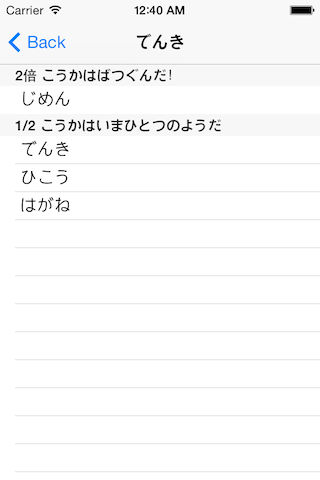 Carrier 12:40 AM
Back でんき
2倍 こうかはばつぐんだ!
じめん
1/2 こうかはいまひとつのようだ
でんき
ひこう
はがね